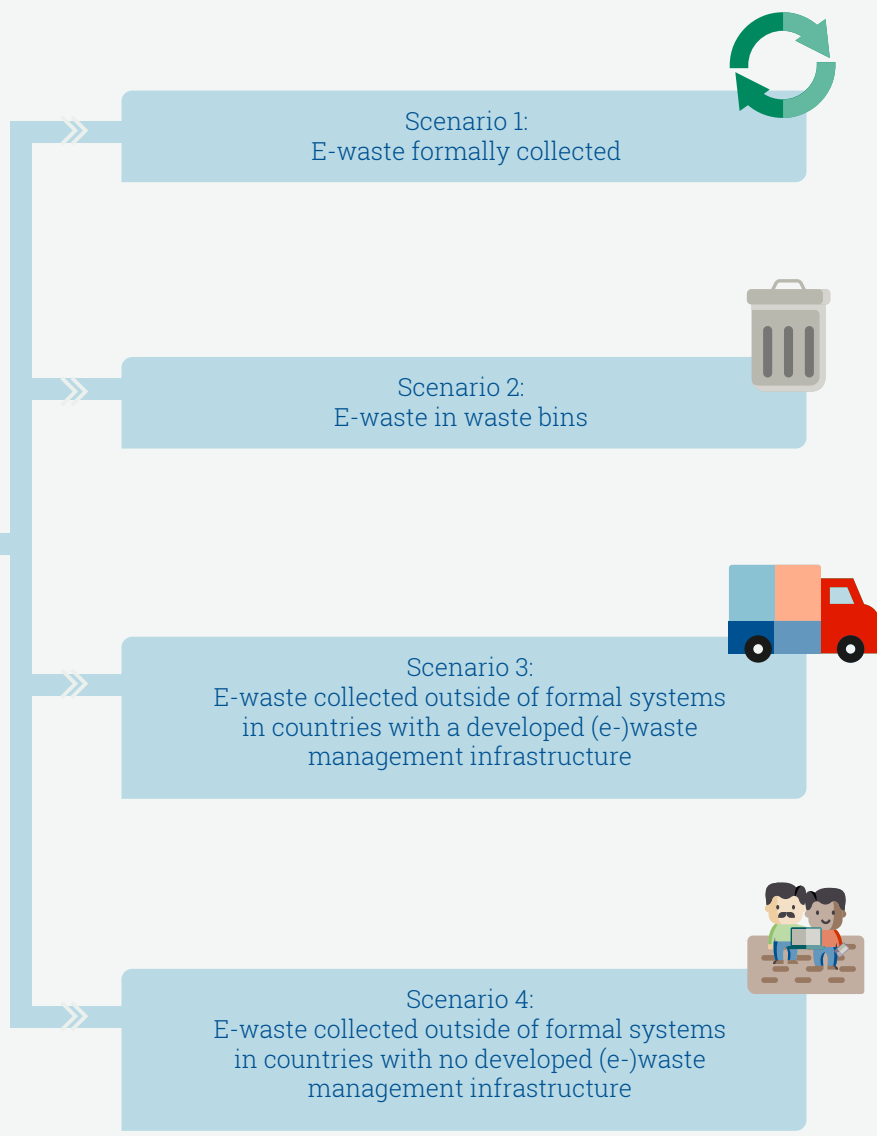 Scenario 1:
E-waste formally collected
Scenario 2:
E-waste in waste bins
Scenario 3:
E-waste collected outside of formal systems
in countries with a developed (e-)waste
management infrastructure
Scenario 4:
E-waste collected outside of formal systems
in countries with no developed (e-)waste
management infrastructure